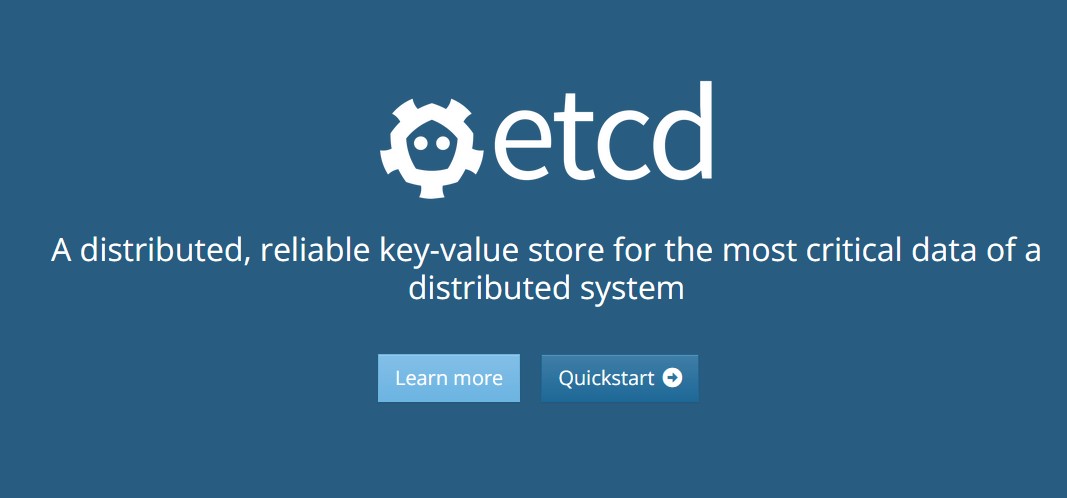 etcd
A distributed, reliable key-value store for the most critical data of a
distributed system
Learn more
Quickstart